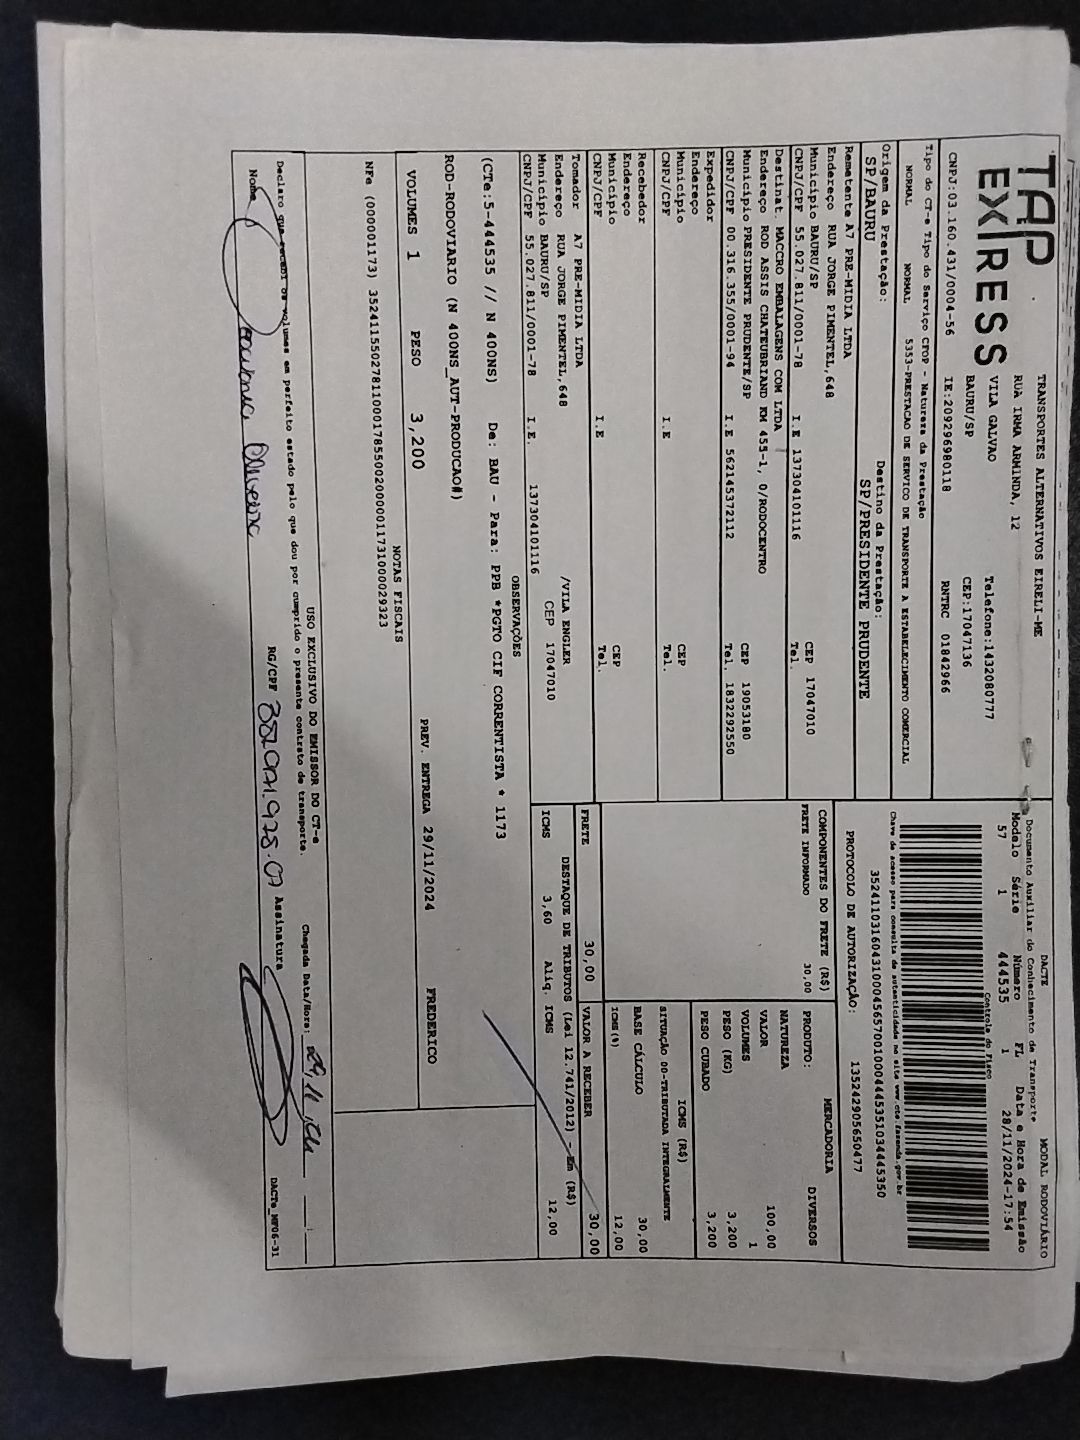 TAP
EXPRESS
TRANSPORTES ALTERNATIVOS EIRELI-ME
RUA IRMA ARMINDA, 12
VILA GALVAO Telefone:1432080777
BAURU/SP CEP:17047136
CNPJ:03.160.431/0004-56 IE:209296980118 RNTRC 01842966
DACTE MODAL RODOVIÁRIO
Documento Auxiliar do Conhecimento de Transporte
Modelo Série Número FL Data e Hora de Emissão
57 1 444535 1 28/11/2024-17:54
Controle do Fisco
Chave de acesso para consulta de autenticidade no site www.cte.fazenda.gov.br
35241103160431000456570010004445351034445350
PROTOCOLO DE AUTORIZAÇÃO: 135242905650477
Tipo do CT-e Tipo do Serviço CFOP - Natureza da Prestação
NORMAL NORMAL 5353-PRESTACAO DE SERVICO DE TRANSPORTE A ESTABELECIMENTO COMERCIAL
Origem da Prestação: Destino da Prestação:
SP/BAURU SP/PRESIDENTE PRUDENTE
Remetente A7 PRE-MIDIA LTDA
Endereço RUA JORGE PIMENTEL,648
Município BAURU/SP CEP 17047010
CNPJ/CPF 55.027.811/0001-78 I.E 137304101116 Tel.
Destinat. MACCRO EMBALAGENS COM LTDA
Endereço ROD ASSIS CHATEUBRIAND KM 455-1, 0/RODOCENTRO
Município PRESIDENTE PRUDENTE/SP CEP 19053180
CNPJ/CPF 00.316.355/0001-94 I.E 562145372112 Tel. 1832292550
Expedidor
Endereço
Município CEP
CNPJ/CPF I.E Tel.
Recebedor
Endereço
Município CEP
CNPJ/CPF I.E Tel.
Tomador A7 PRE-MIDIA LTDA
Endereço RUA JORGE PIMENTEL,648 /VILA ENGLER
Município BAURU/SP CEP 17047010
CNPJ/CPF 55.027.811/0001-78 I.E. 137304101116
COMPONENTES DO FRETE (R$)
FRETE INFORMADO 30,00
MERCADORIA
PRODUTO: DIVERSOS
NATUREZA
VALOR 100,00
VOLUMES 1
PESO (KG) 3,200
PESO CUBADO 3,200
ICMS (R$)
SITUAÇÃO 00-TRIBUTADA INTEGRALMENTE
BASE CÁLCULO 30,00
ICMS(%) 12,00
FRETE 30,00 VALOR A RECEBER 30,00
DESTAQUE DE TRIBUTOS (Lei 12.741/2012) - Em (R$)
ICMS 3,60 Aliq. ICMS 12,00
OBSERVAÇÕES
(CTe:5-444535 // N 400NS) De: BAU - Para: PPB *PGTO CIF CORRENTISTA * 1173
ROD-RODOVIARIO (N 400NS_AUT-PRODUCAO#)
VOLUMES 1 PESO 3,200 PREV. ENTREGA 29/11/2024 FREDERICO
NOTAS FISCAIS
NFe (000001173) 35241155027811000178550020000011731000029323
USO EXCLUSIVO DO EMISSOR DO CT-e
Declaro que recebi os volumes em perfeito estado pelo que dou por cumprido o presente contrato de transporte.
Chegada Data/Hora: 29/11/24
Nome Oliveira RG/CPF Assinatura
DACTe_MP06-31